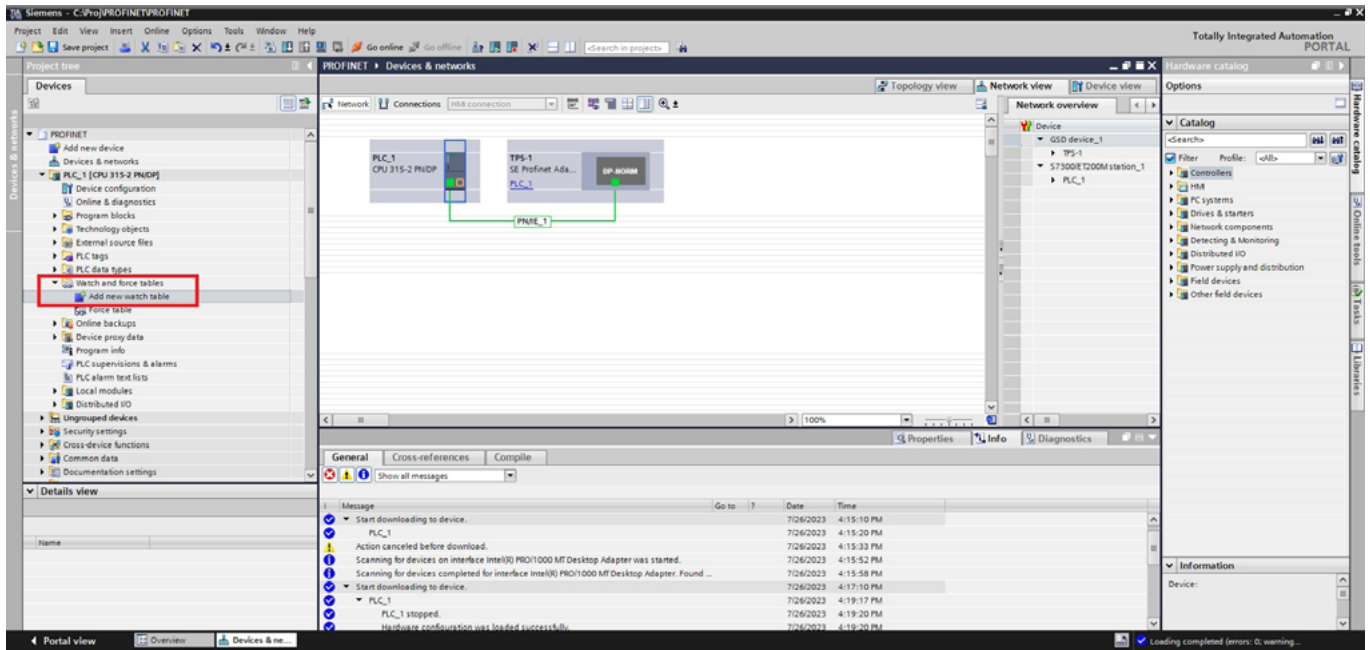 Siemens - C:\Proj\PROFINET\PROFINET
Project Edit View Insert Online Options Tools Window Help
Totally Integrated Automation
PORTAL
Save project Go online Go offline <Search in project>
Project tree
PROFINET ▸ Devices & networks
Hardware catalog
Devices
Topology view Network view Device view
Options
Network Connections HMI connection
Network overview
Devices & networks
PROFINET
Add new device
Devices & networks
PLC_1 [CPU 315-2 PN/DP]
Device configuration
Online & diagnostics
Program blocks
Technology objects
External source files
PLC tags
PLC data types
Watch and force tables
Add new watch table
Force table
Online backups
Device proxy data
Program info
PLC supervisions & alarms
PLC alarm text lists
Local modules
Distributed I/O
Ungrouped devices
Security settings
Cross-device functions
Common data
Documentation settings
Details view
Name
PLC_1
CPU 315-2 PN/DP
TPS-1
SE Profinet Ada...
PLC_1
DP-NORM
PN/IE_1
100%
Device
GSD device_1
TPS-1
S7300/ET200M station_1
PLC_1
Catalog
<Search>
Filter Profile: <All>
Controllers
HMI
PC systems
Drives & starters
Network components
Detecting & Monitoring
Distributed I/O
Power supply and distribution
Field devices
Other field devices
Hardware catalog
Online tools
Tasks
Libraries
Information
Device:
Properties Info Diagnostics
General Cross-references Compile
Show all messages
! Message Go to ? Date Time
Start downloading to device. 7/26/2023 4:15:10 PM
PLC_1 7/26/2023 4:15:20 PM
Action canceled before download. 7/26/2023 4:15:33 PM
Scanning for devices on interface Intel(R) PRO/1000 MT Desktop Adapter was started. 7/26/2023 4:15:52 PM
Scanning for devices completed for interface Intel(R) PRO/1000 MT Desktop Adapter. Found ... 7/26/2023 4:15:58 PM
Start downloading to device. 7/26/2023 4:17:10 PM
PLC_1 7/26/2023 4:19:17 PM
PLC_1 stopped. 7/26/2023 4:19:20 PM
Hardware configuration was loaded successfully. 7/26/2023 4:19:20 PM
Portal view Overview Devices & ne...
Loading completed (errors: 0; warning...